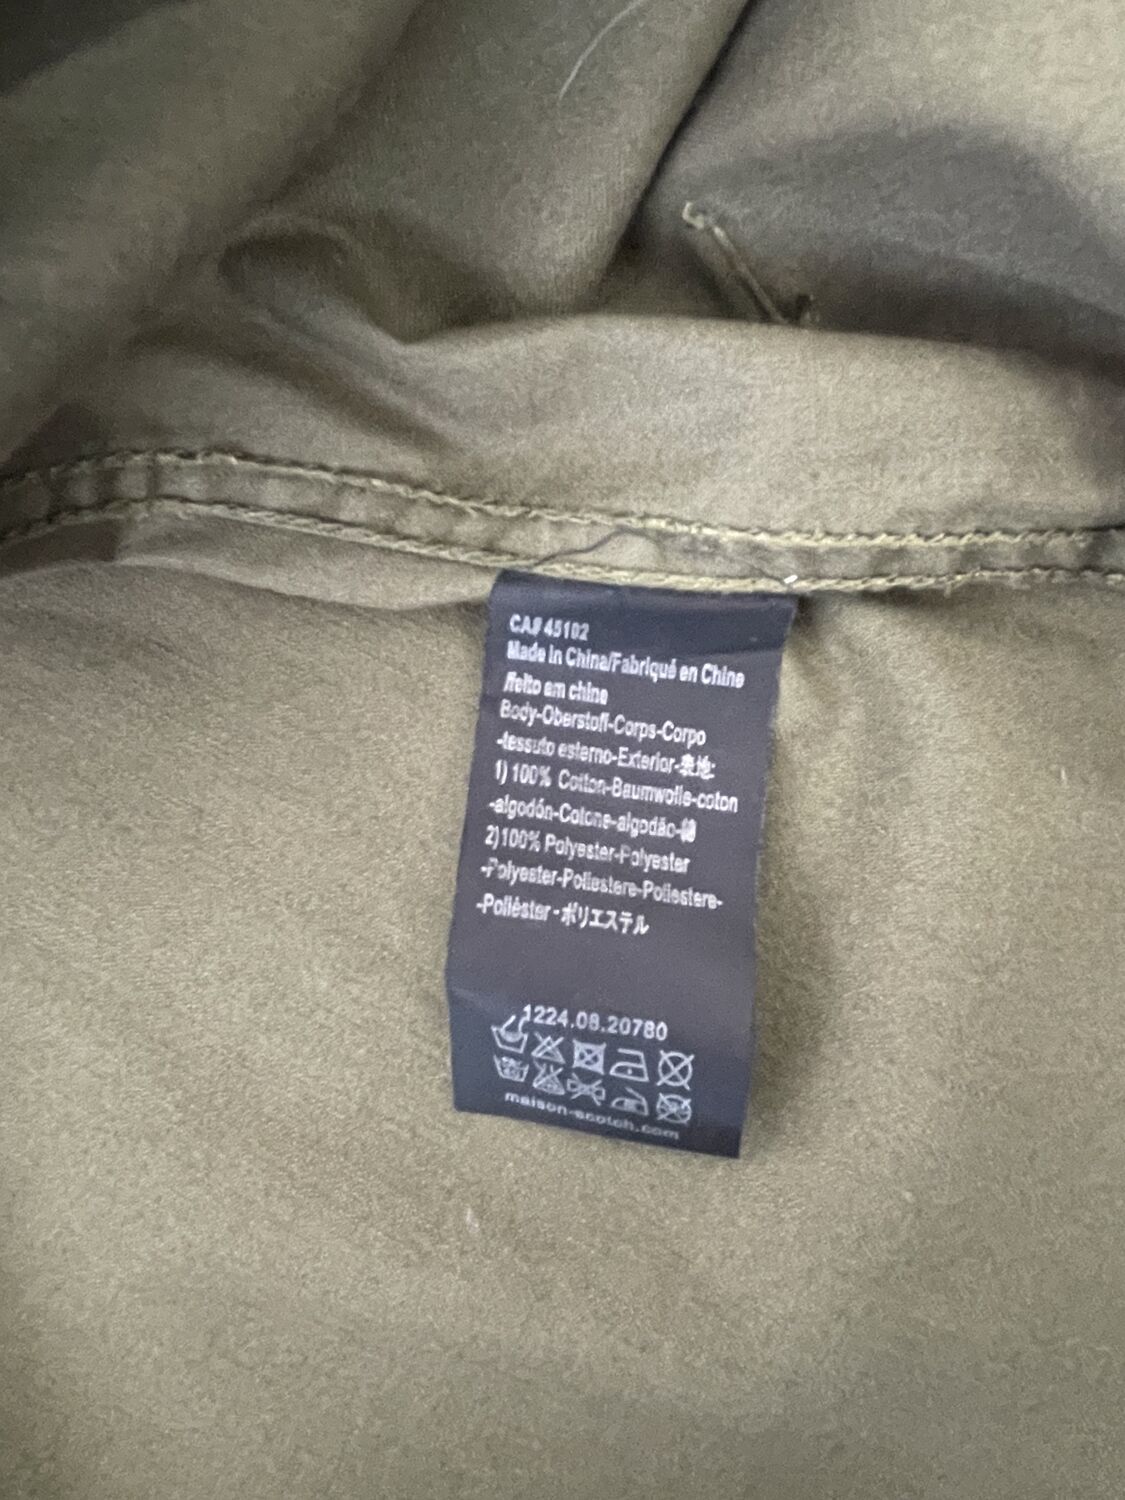 CA# 45102
Made in China/Fabriqué en Chine
/feito em chine
Body-Oberstoff-Corps-Corpo
-tessuto esterno-Exterior-表地:
1) 100% Cotton-Baumwolle-coton
-algodón-Cotone-algodão-綿
2)100% Polyester-Polyester
-Polyester-Poliestere-Poliestere-
-Poliéster-ポリエステル
1224.08.20780
maison-scotch.com